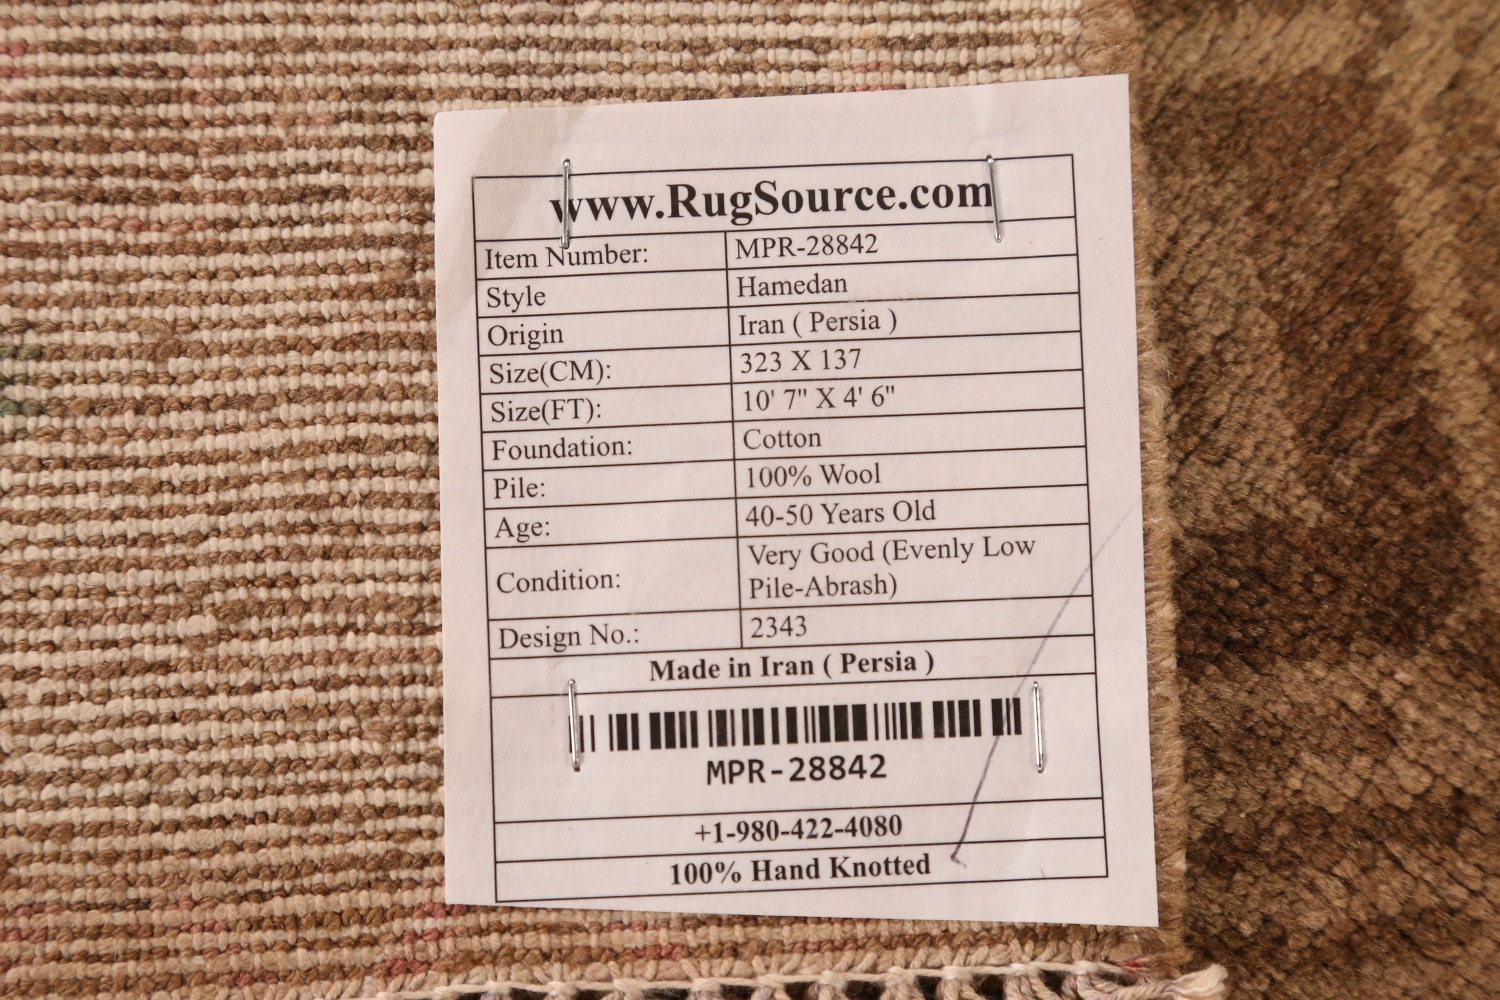 www.RugSource.com
Item Number: MPR-28842
Style Hamedan
Origin Iran ( Persia )
Size(CM): 323 X 137
Size(FT): 10' 7" X 4' 6"
Foundation: Cotton
Pile: 100% Wool
Age: 40-50 Years Old
Condition: Very Good (Evenly Low
Pile-Abrash)
Design No.: 2343
Made in Iran ( Persia )
MPR-28842
+1-980-422-4080
100% Hand Knotted